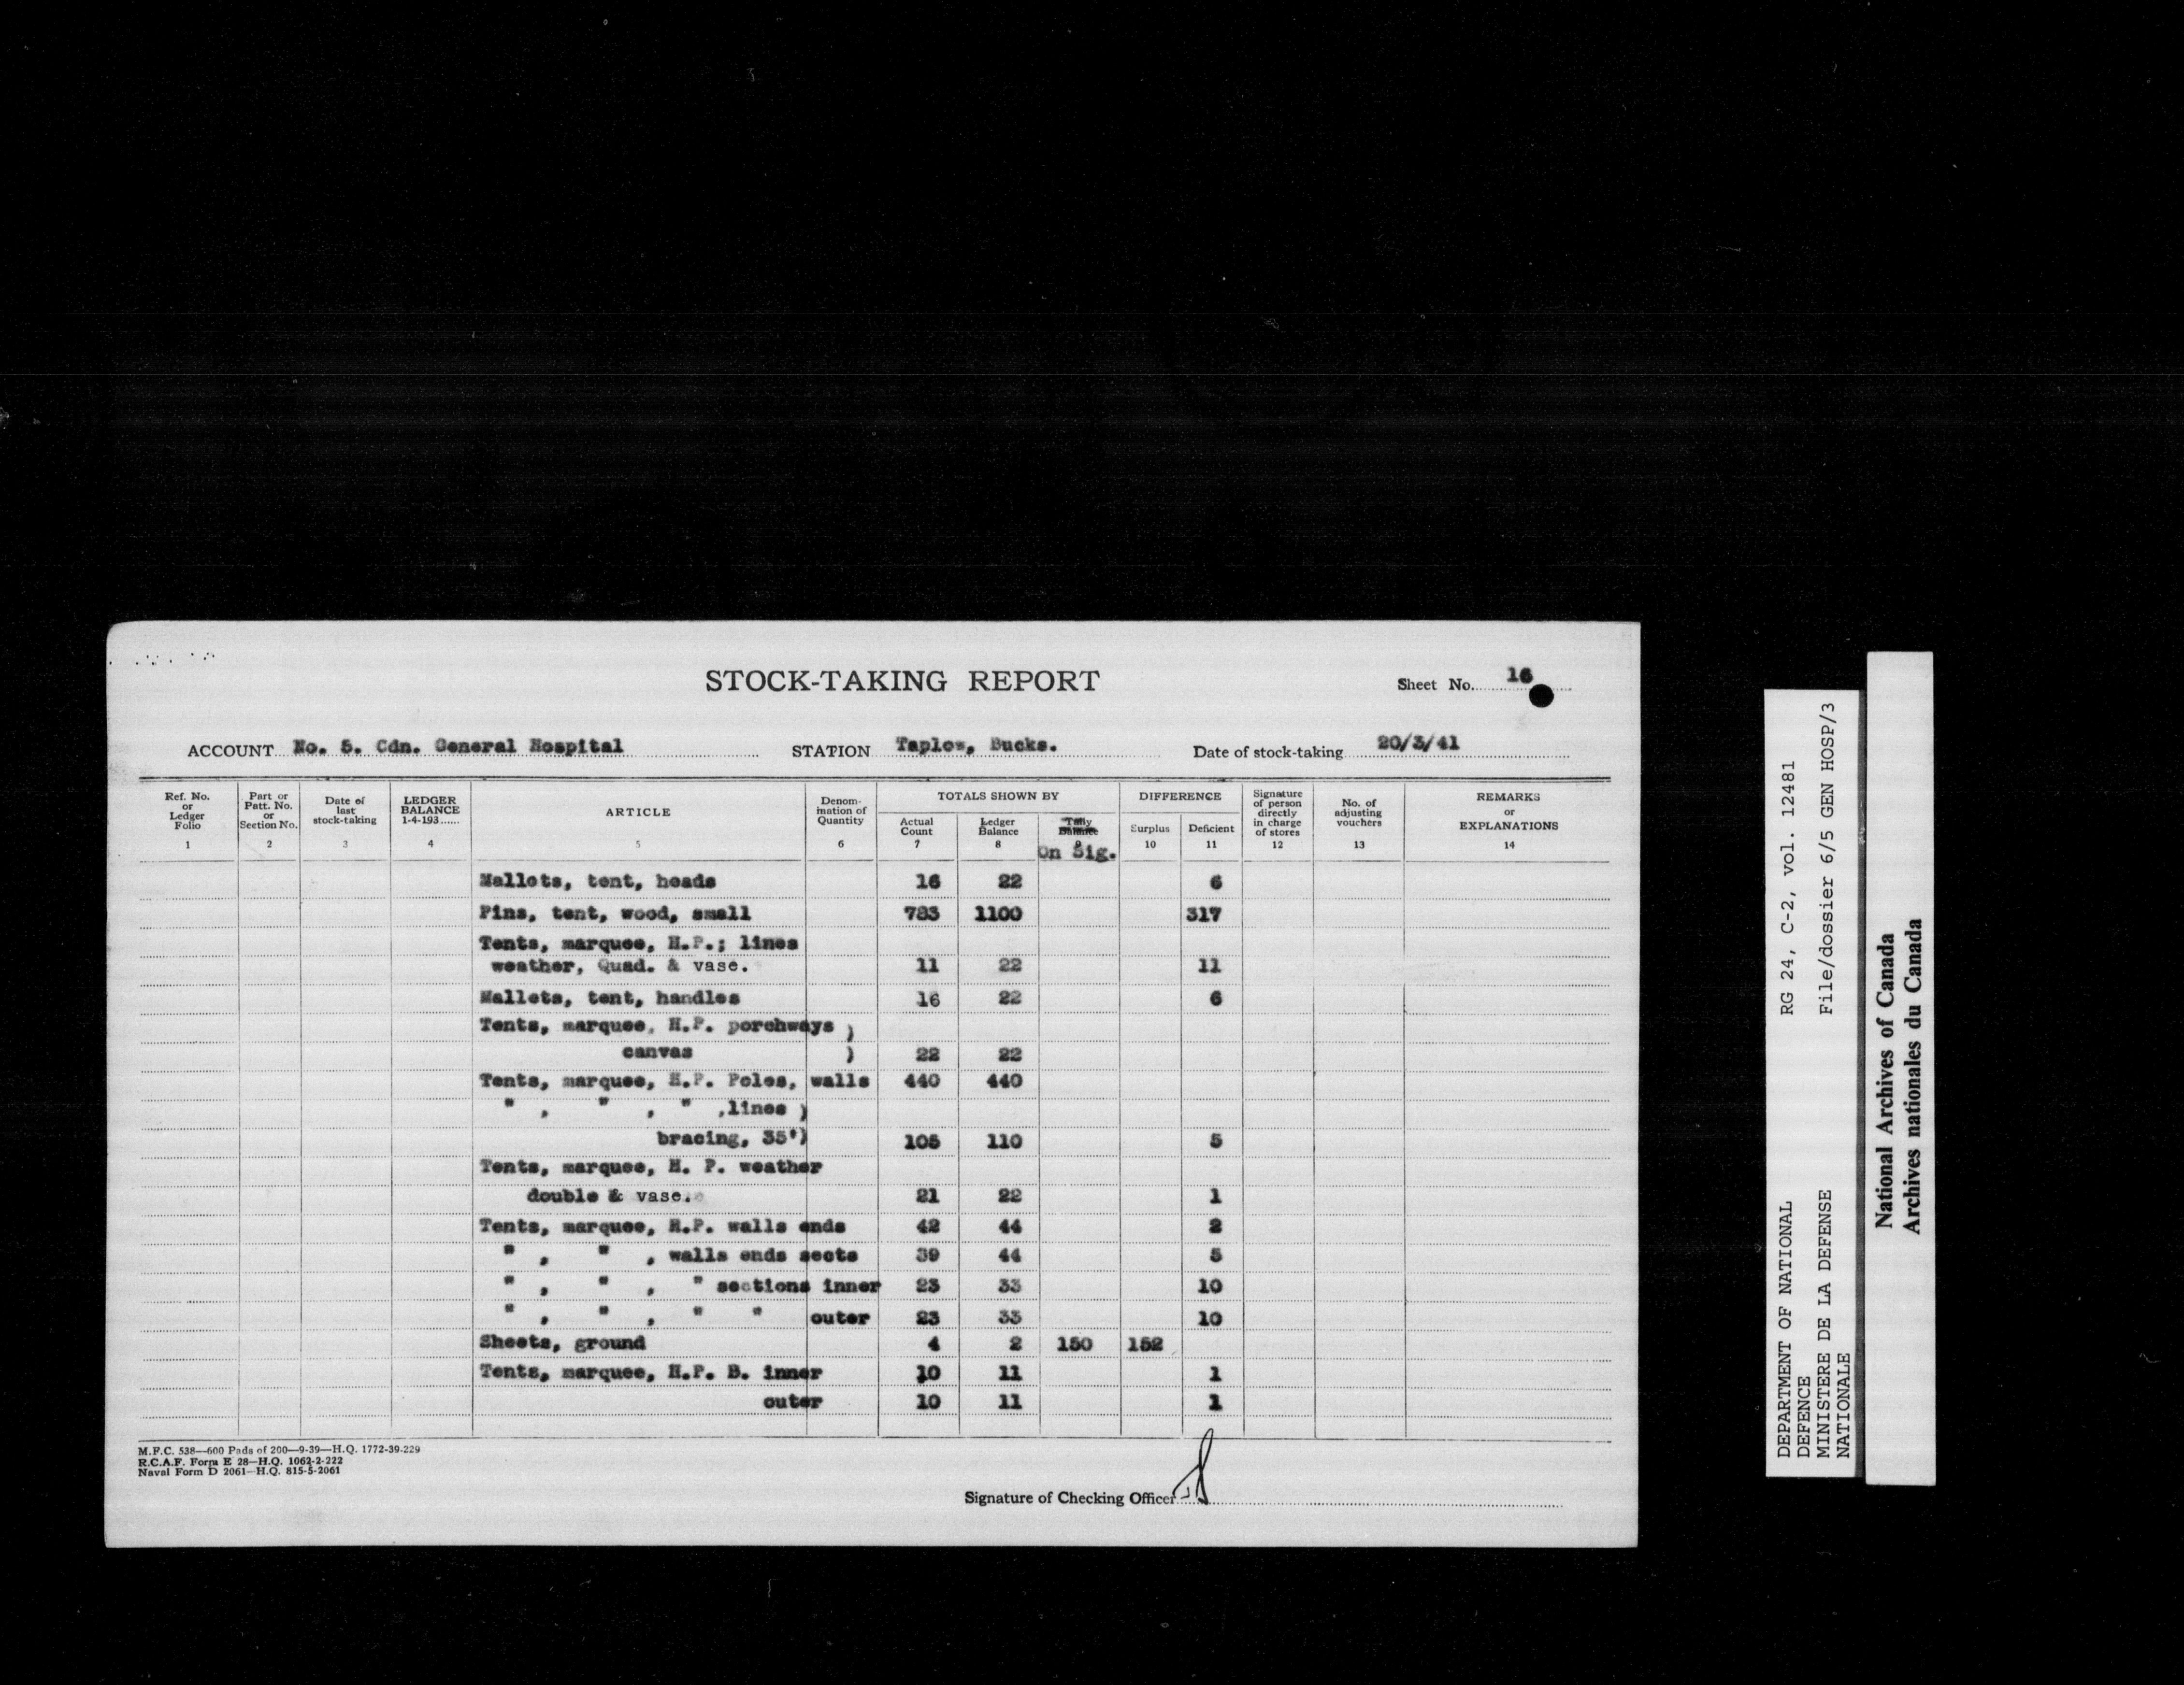 STOCK-TAKING REPORT
Sheet No. 16
ACCOUNT No. 5. Cdn. General Hospital STATION Taplow, Bucks. Date of stock-taking 20/3/41
Ref. No. or Ledger Folio 1
Part or Patt. No. or Section No. 2
Date of last stock-taking 3
LEDGER BALANCE 1-4-193...... 4
ARTICLE 5
Denomination of Quantity 6
TOTALS SHOWN BY
Actual Count 7
Ledger Balance 8
Tally Balance 9
On Sig.
DIFFERENCE
Surplus 10
Deficient 11
Signature of person directly in charge of stores 12
No. of adjusting vouchers 13
REMARKS or EXPLANATIONS 14
Mallets, tent, heads 16 22 6
Pins, tent, wood, small 783 1100 317
Tents, marquee, H.P.; lines
weather, Quad. & vase. 11 22 11
Mallets, tent, handles 16 22 6
Tents, marquee, H.P. porchways )
canvas ) 22 22
Tents, marquee, H.P. Poles, walls 440 440
" , " , " ,lines )
bracing, 35') 105 110 5
Tents, marquee, H. P. weather
double & vase. 21 22 1
Tents, marquee, H.P. walls ends 42 44 2
" , " , walls ends sects 39 44 5
" , " , " sections inner 23 33 10
" , " , " " outer 23 33 10
Sheets, ground 4 2 150 152
Tents, marquee, H.P. B. inner 10 11 1
outer 10 11 1
M.F.C. 538—600 Pads of 200—9-39—H.Q. 1772-39-229
R.C.A.F. Form E 28—H.Q. 1062-2-222
Naval Form D 2061—H.Q. 815-5-2061
Signature of Checking Officer
DEPARTMENT OF NATIONAL
DEFENCE
MINISTERE DE LA DEFENSE
NATIONALE
RG 24, C-2, vol. 12481
File/dossier 6/5 GEN HOSP/3
National Archives of Canada
Archives nationales du Canada